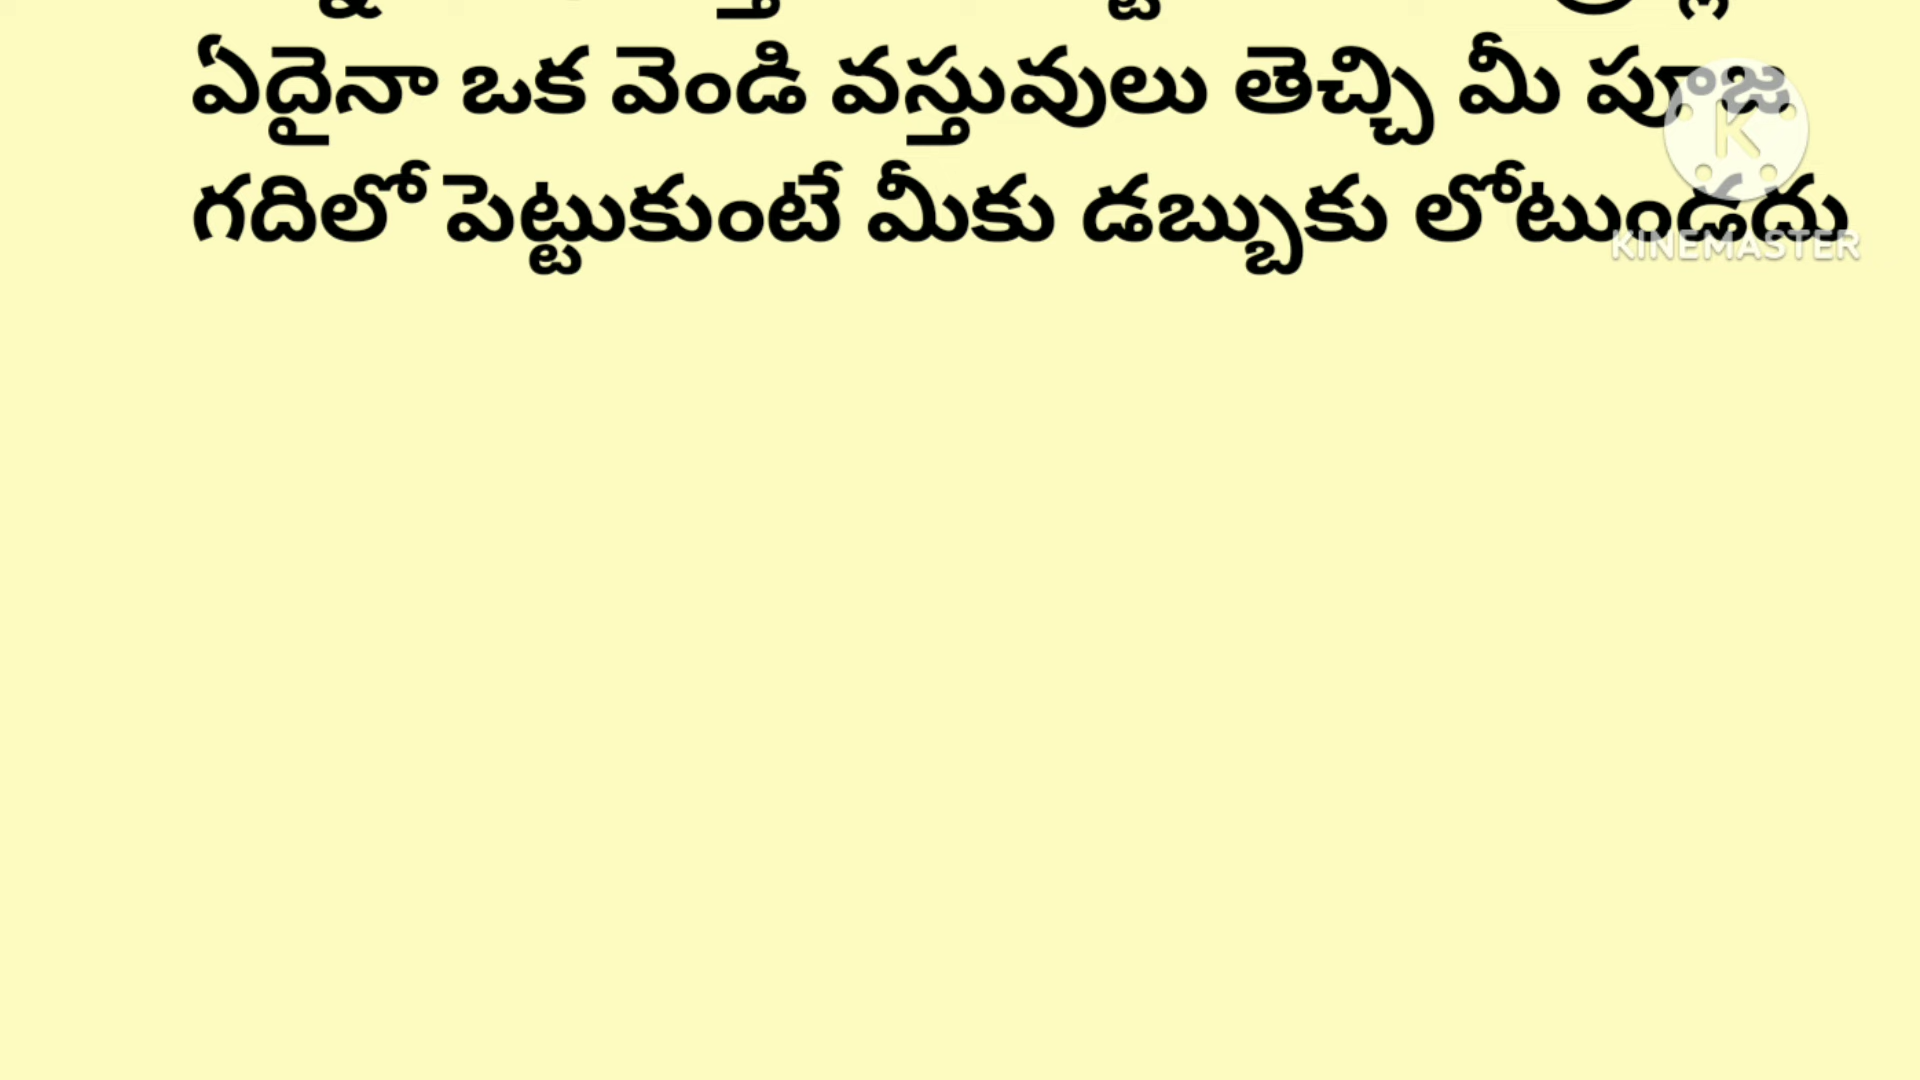 ఏదైనా ఒక వెండి వస్తువులు తెచ్చి మీ పూజ
గదిలో పెట్టుకుంటే మీకు డబ్బుకు లోటుండదు
K
KINEMASTER